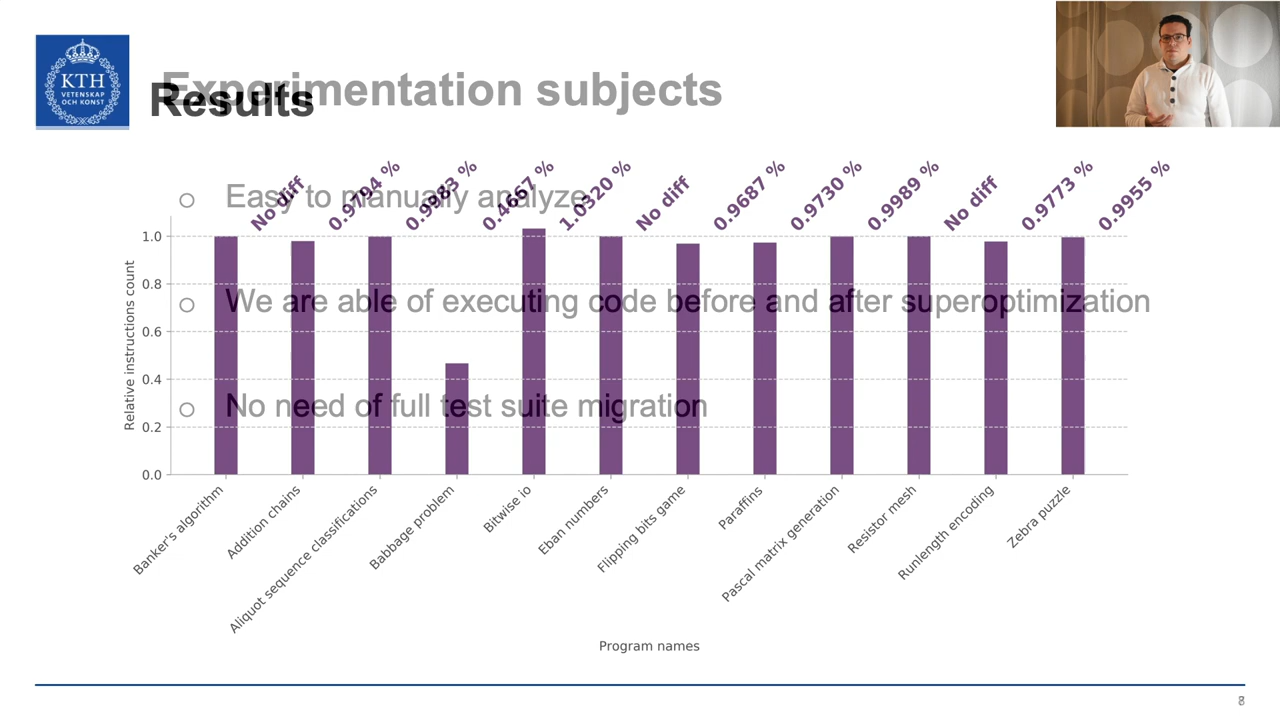 KTH
VETENSKAP
OCH KONST
Experimentation subjects
Results
No diff
0.9794 %
0.9983 %
0.4667 %
1.0320 %
No diff
0.9687 %
0.9730 %
0.9989 %
No diff
0.9773 %
0.9955 %
Easy to manually analyze
We are able of executing code before and after superoptimization
No need of full test suite migration
Relative instructions count
1.0
0.8
0.6
0.4
0.2
0.0
Banker's algorithm
Addition chains
Aliquot sequence classifications
Babbage problem
Bitwise io
Eban numbers
Flipping bits game
Paraffins
Pascal matrix generation
Resistor mesh
Runlength encoding
Zebra puzzle
Program names